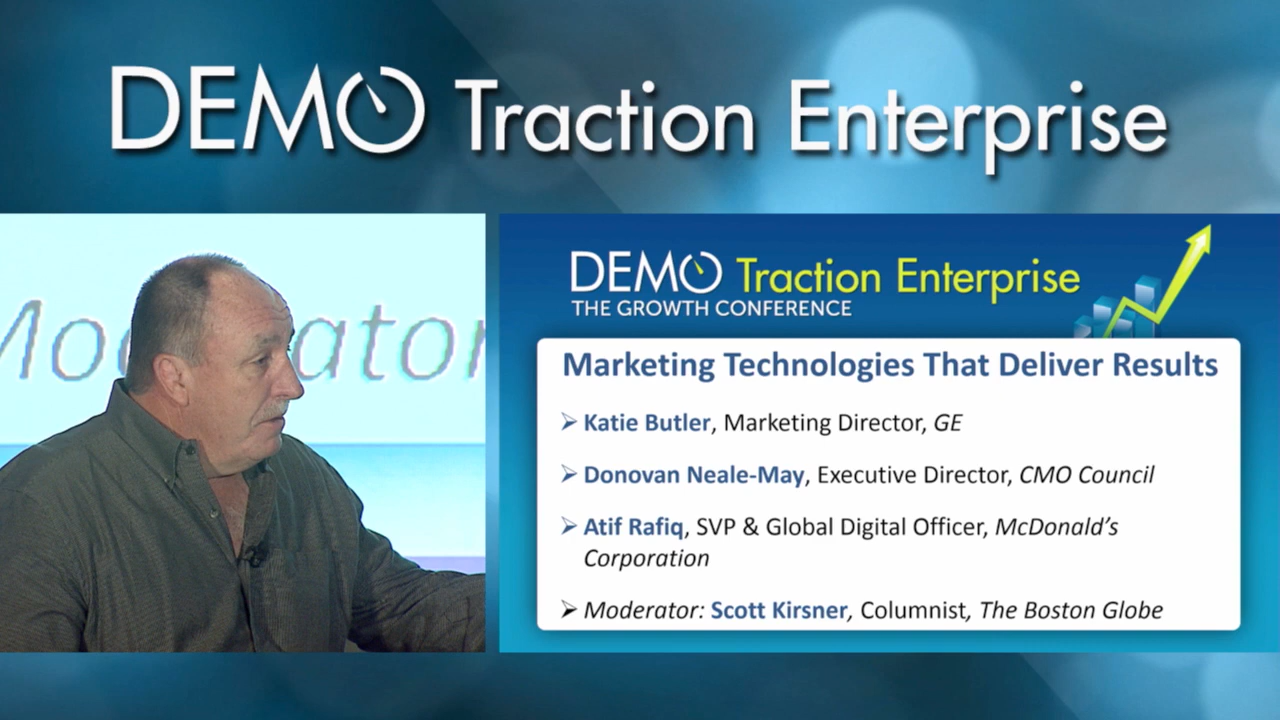 DEMO Traction Enterprise
Moderator
DEMO Traction Enterprise
THE GROWTH CONFERENCE
Marketing Technologies That Deliver Results
➢ Katie Butler, Marketing Director, GE
➢ Donovan Neale-May, Executive Director, CMO Council
➢ Atif Rafiq, SVP & Global Digital Officer, McDonald’s
Corporation
➢ Moderator: Scott Kirsner, Columnist, The Boston Globe